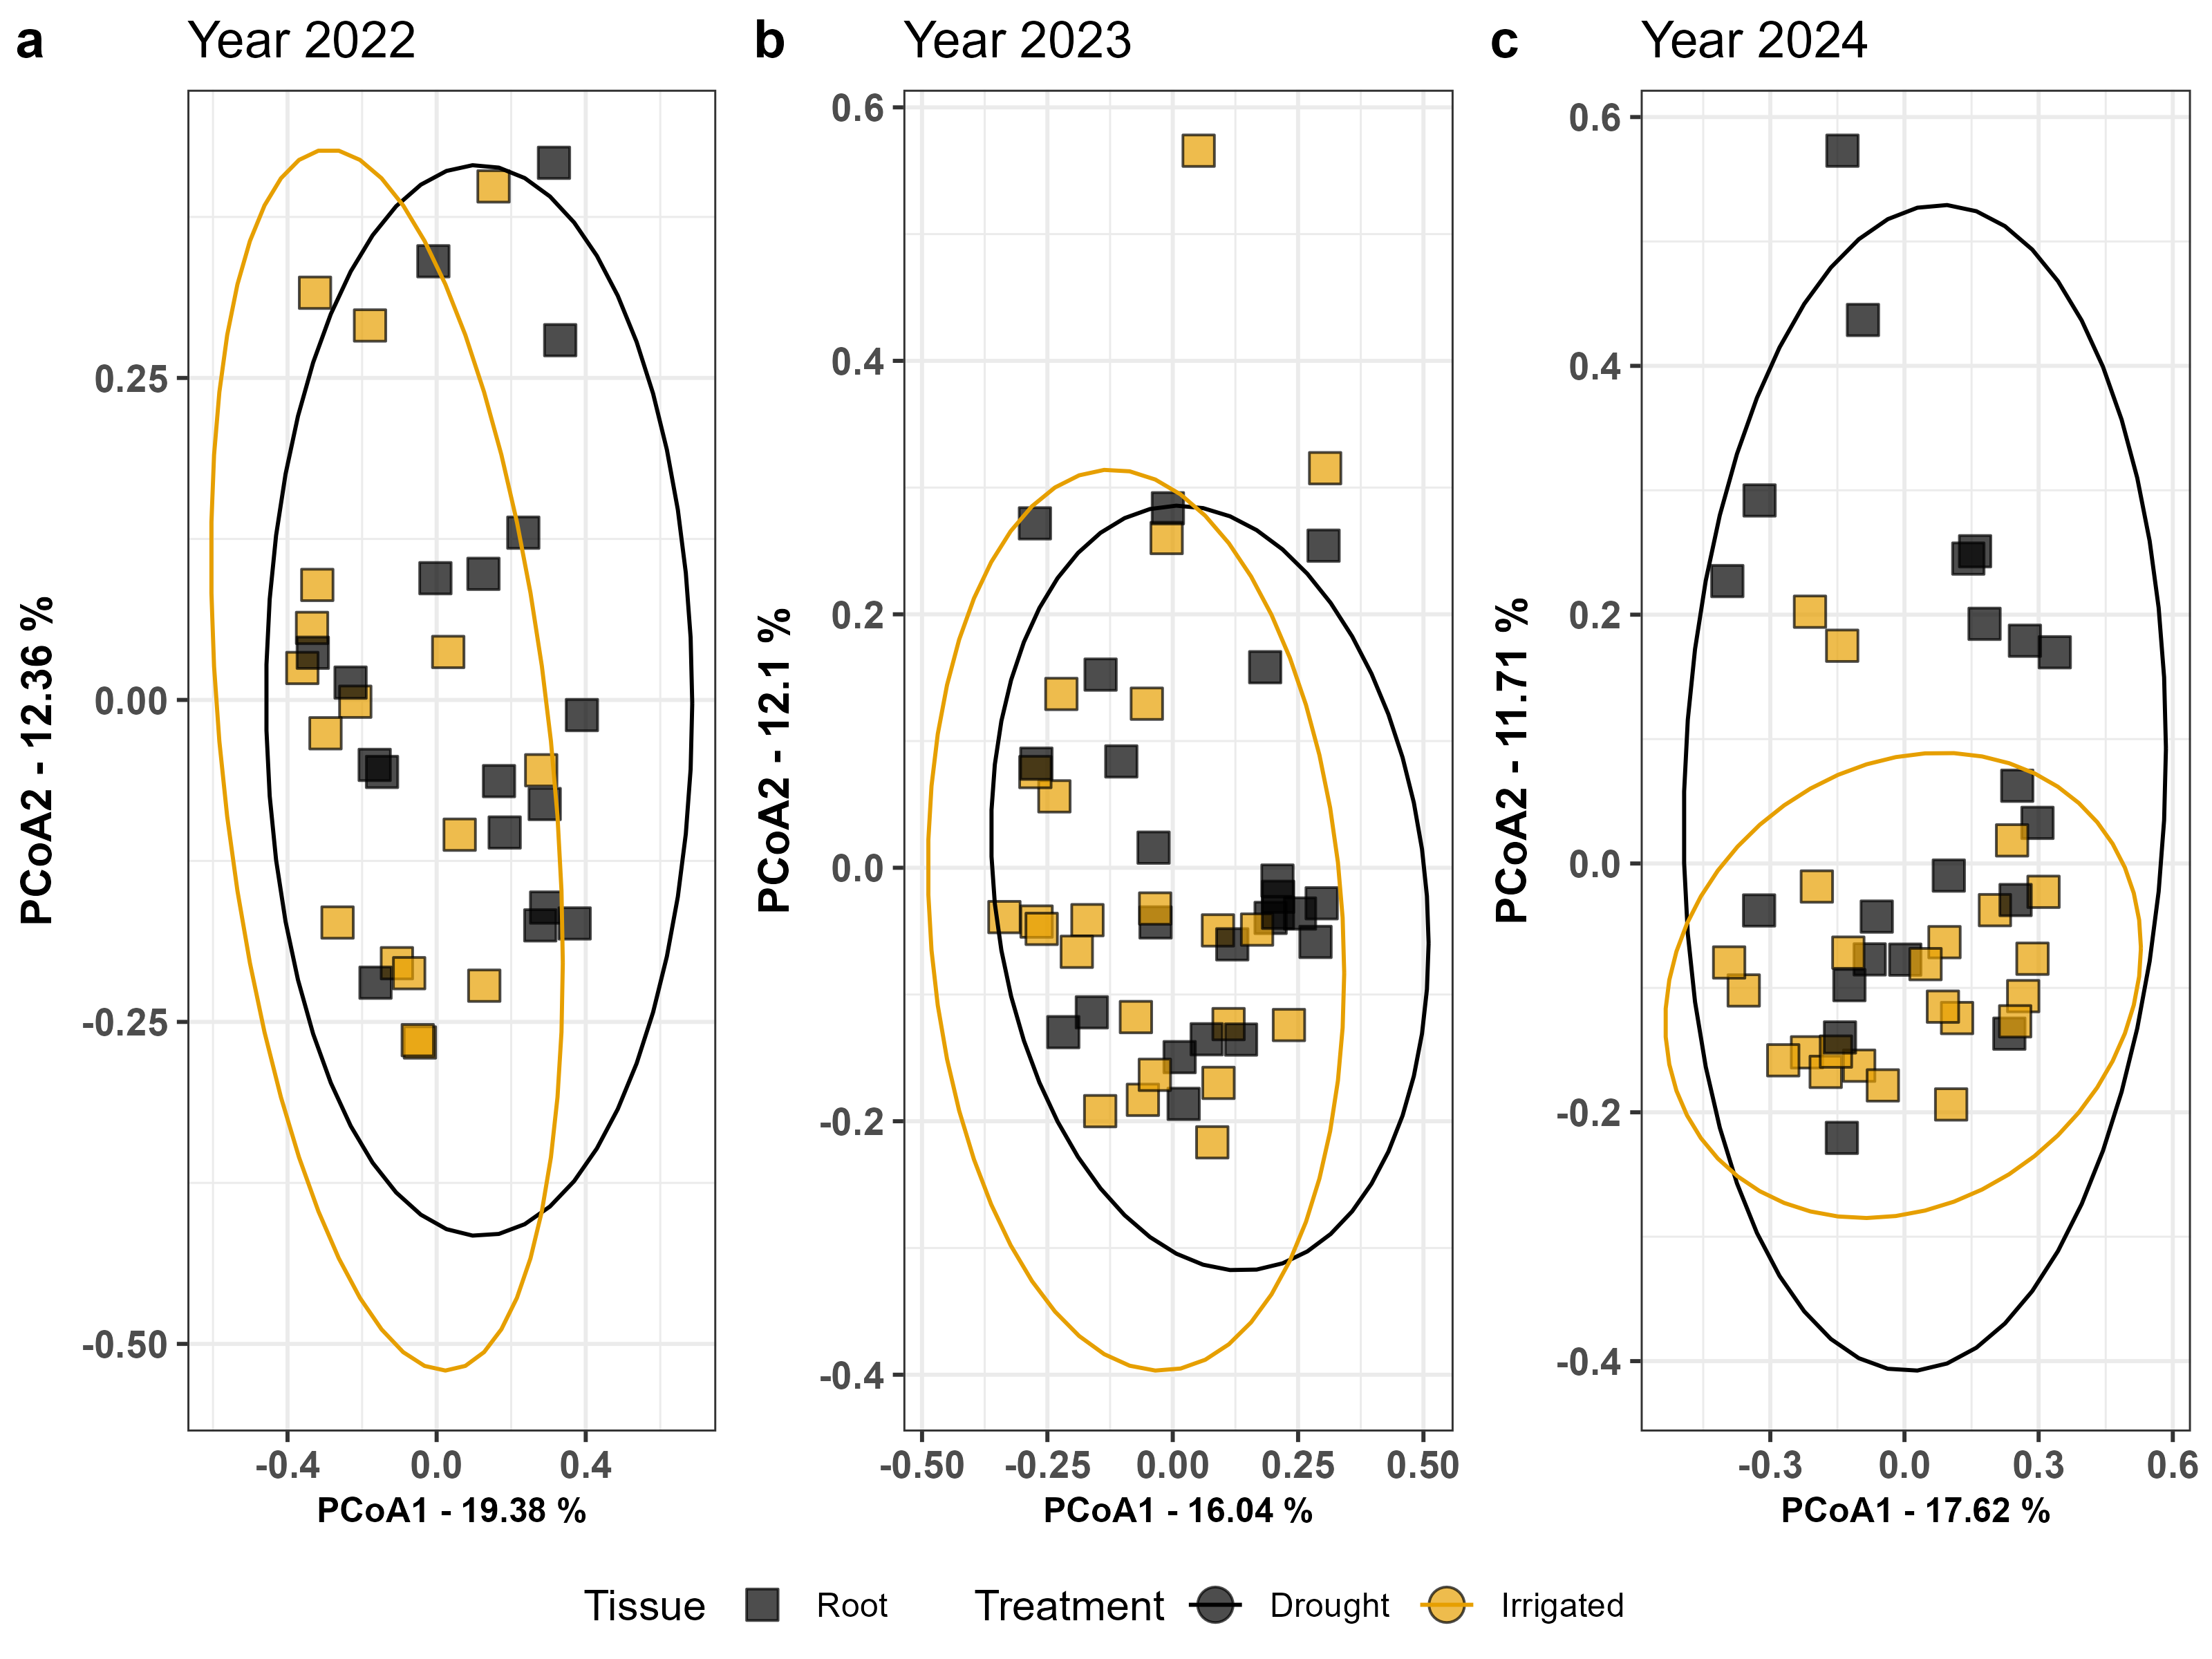 a Year 2022
b Year 2023
c Year 2024
PCoA2 - 12.36 %
0.25
0.00
-0.25
-0.50
-0.4 0.0 0.4
PCoA1 - 19.38 %
PCoA2 - 12.1 %
0.6
0.4
0.2
0.0
-0.2
-0.4
-0.50 -0.25 0.00 0.25 0.50
PCoA1 - 16.04 %
PCoA2 - 11.71 %
0.6
0.4
0.2
0.0
-0.2
-0.4
-0.3 0.0 0.3 0.6
PCoA1 - 17.62 %
Tissue Root Treatment Drought Irrigated